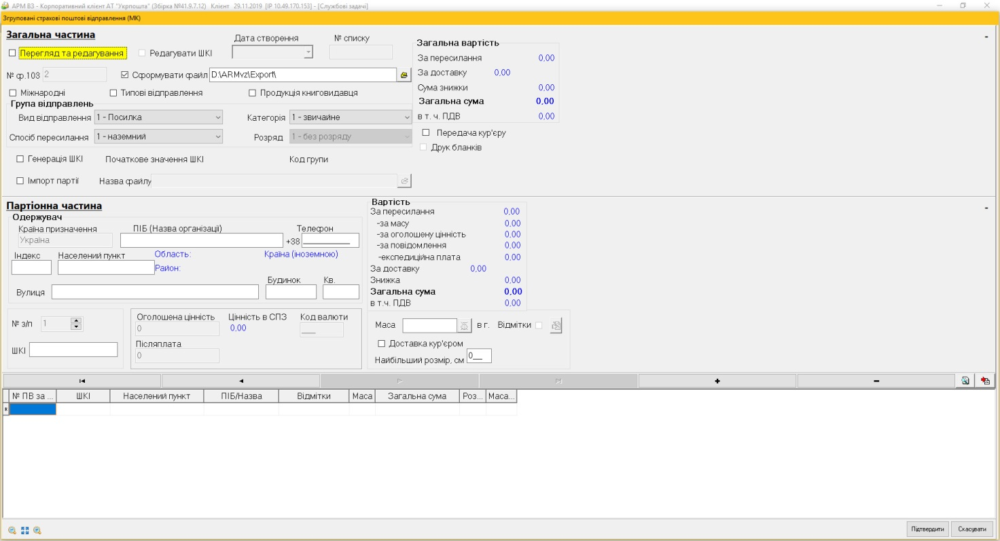 АРМ ВЗ - Корпоративний клієнт АТ "Укрпошта" (Збірка №41.9.7.12) Клієнт 29.11.2019 [IP 10.49.170.153] - [Службові задачі]
Згруповані страхові поштові відправлення (МК)
Загальна частина
Дата створення № списку
Перегляд та редагування Редагувати ШКІ
№ ф.103 2 Сформувати файл D:\ARMvz\Export\
Міжнародні Типові відправлення Продукція книговидавця
Група відправлень
Вид відправлення 1 - Посилка Категорія 1 - звичайне
Спосіб пересилання 1 - наземний Розряд 1 - без розряду
Генерація ШКІ Початкове значення ШКІ Код групи
Імпорт партії Назва файлу
Загальна вартість
За пересилання 0,00
За доставку 0,00
Сума знижки 0,00
Загальна сума 0,00
в т. ч. ПДВ 0,00
Передача кур'єру
Друк бланків
Партіонна частина
Одержувач
Країна призначення ПІБ (Назва організації) Телефон
Україна +38
Індекс Населений пункт Область: Країна (іноземною)
Район:
Будинок Кв.
Вулиця
Вартість
За пересилання 0,00
-за масу 0,00
-за оголошену цінність 0,00
-за повідомлення 0,00
-експедиційна плата 0,00
За доставку 0,00
Знижка 0,00
Загальна сума 0,00
в т.ч. ПДВ 0,00
№ з/п 1
ШКІ
Оголошена цінність Цінність в СПЗ Код валюти
0 0,00 ___
Післяплата
0
Маса в г. Відмітки
Доставка кур'єром
Найбільший розмір, см 0__
№ ПВ за ... ШКІ Населений пункт ПІБ/Назва Відмітки Маса Загальна сума Роз... Маса...
Підтвердити Скасувати